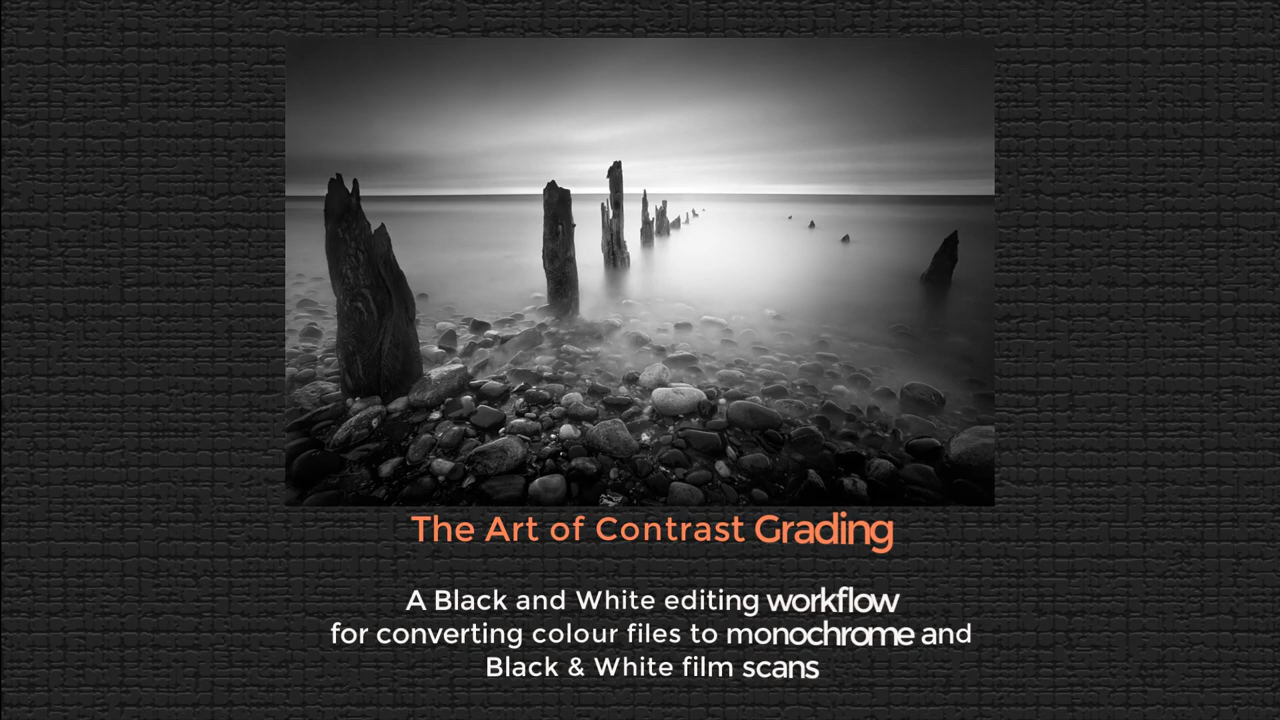 The Art of Contrast Grading
A Black and White editing workflow
for converting colour files to monochrome and
Black & White film scans